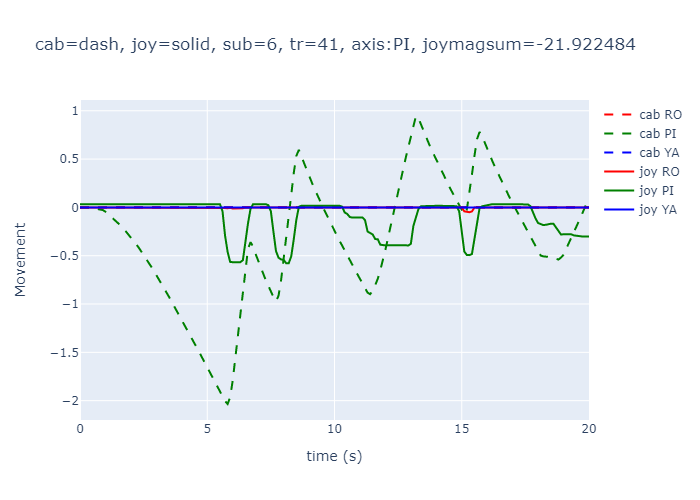 cab=dash, joy=solid, sub=6, tr=41, axis:PI, joymagsum=-21.922484
cab RO
cab PI
cab YA
joy RO
joy PI
joy YA
Movement
1
0.5
0
−0.5
−1
−1.5
−2
0
5
10
15
20
time (s)